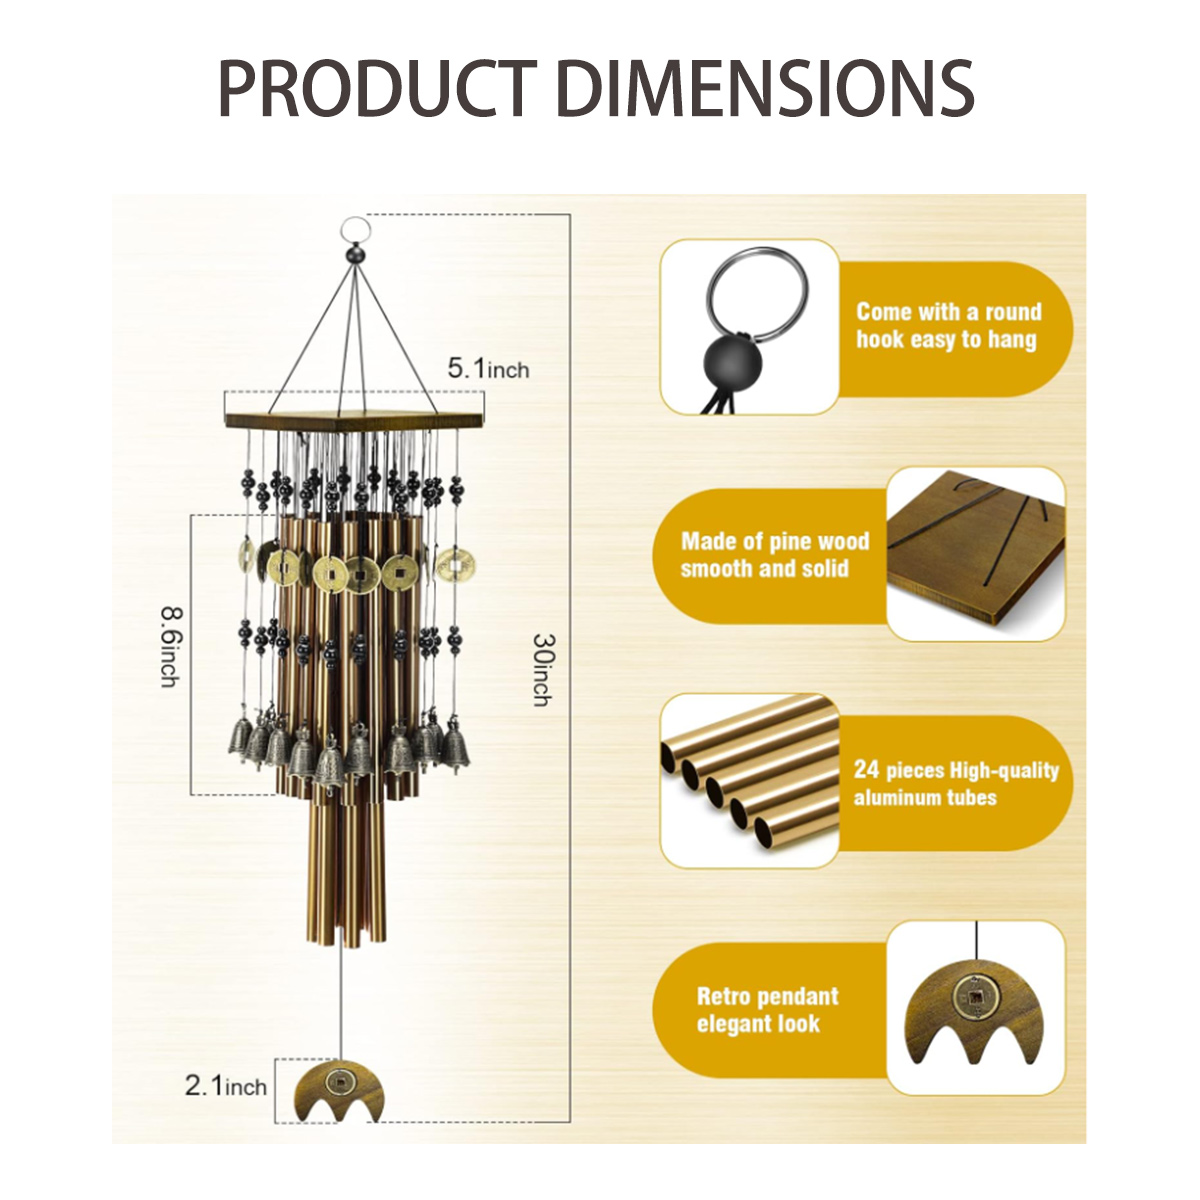 PRODUCT DIMENSIONS
5.1inch
8.6inch
30inch
2.1inch
Come with a round
hook easy to hang
Made of pine wood
smooth and solid
24 pieces High-quality
aluminum tubes
Retro pendant
elegant look